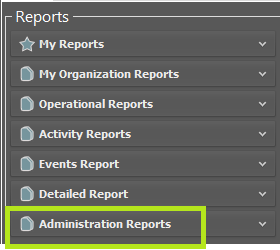 Reports
My Reports
My Organization Reports
Operational Reports
Activity Reports
Events Report
Detailed Report
Administration Reports